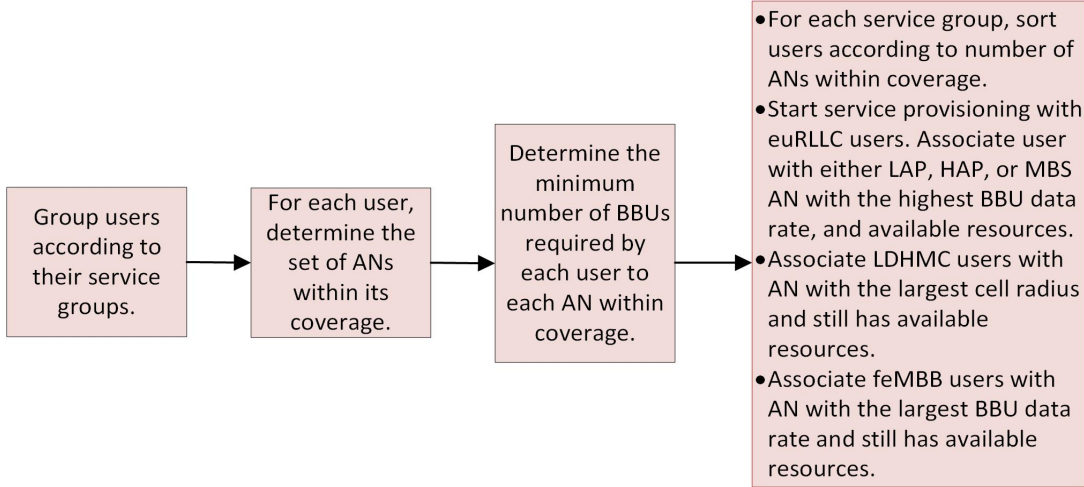 Group users
according to
their service
groups.
For each user,
determine the
set of ANs
within its
coverage.
Determine the
minimum
number of BBUs
required by
each user to
each AN within
coverage.
•For each service group, sort
users according to number of
ANs within coverage.
•Start service provisioning with
euRLLC users. Associate user
with either LAP, HAP, or MBS
AN with the highest BBU data
rate, and available resources.
•Associate LDHMC users with
AN with the largest cell radius
and still has available
resources.
•Associate feMBB users with
AN with the largest BBU data
rate and still has available
resources.